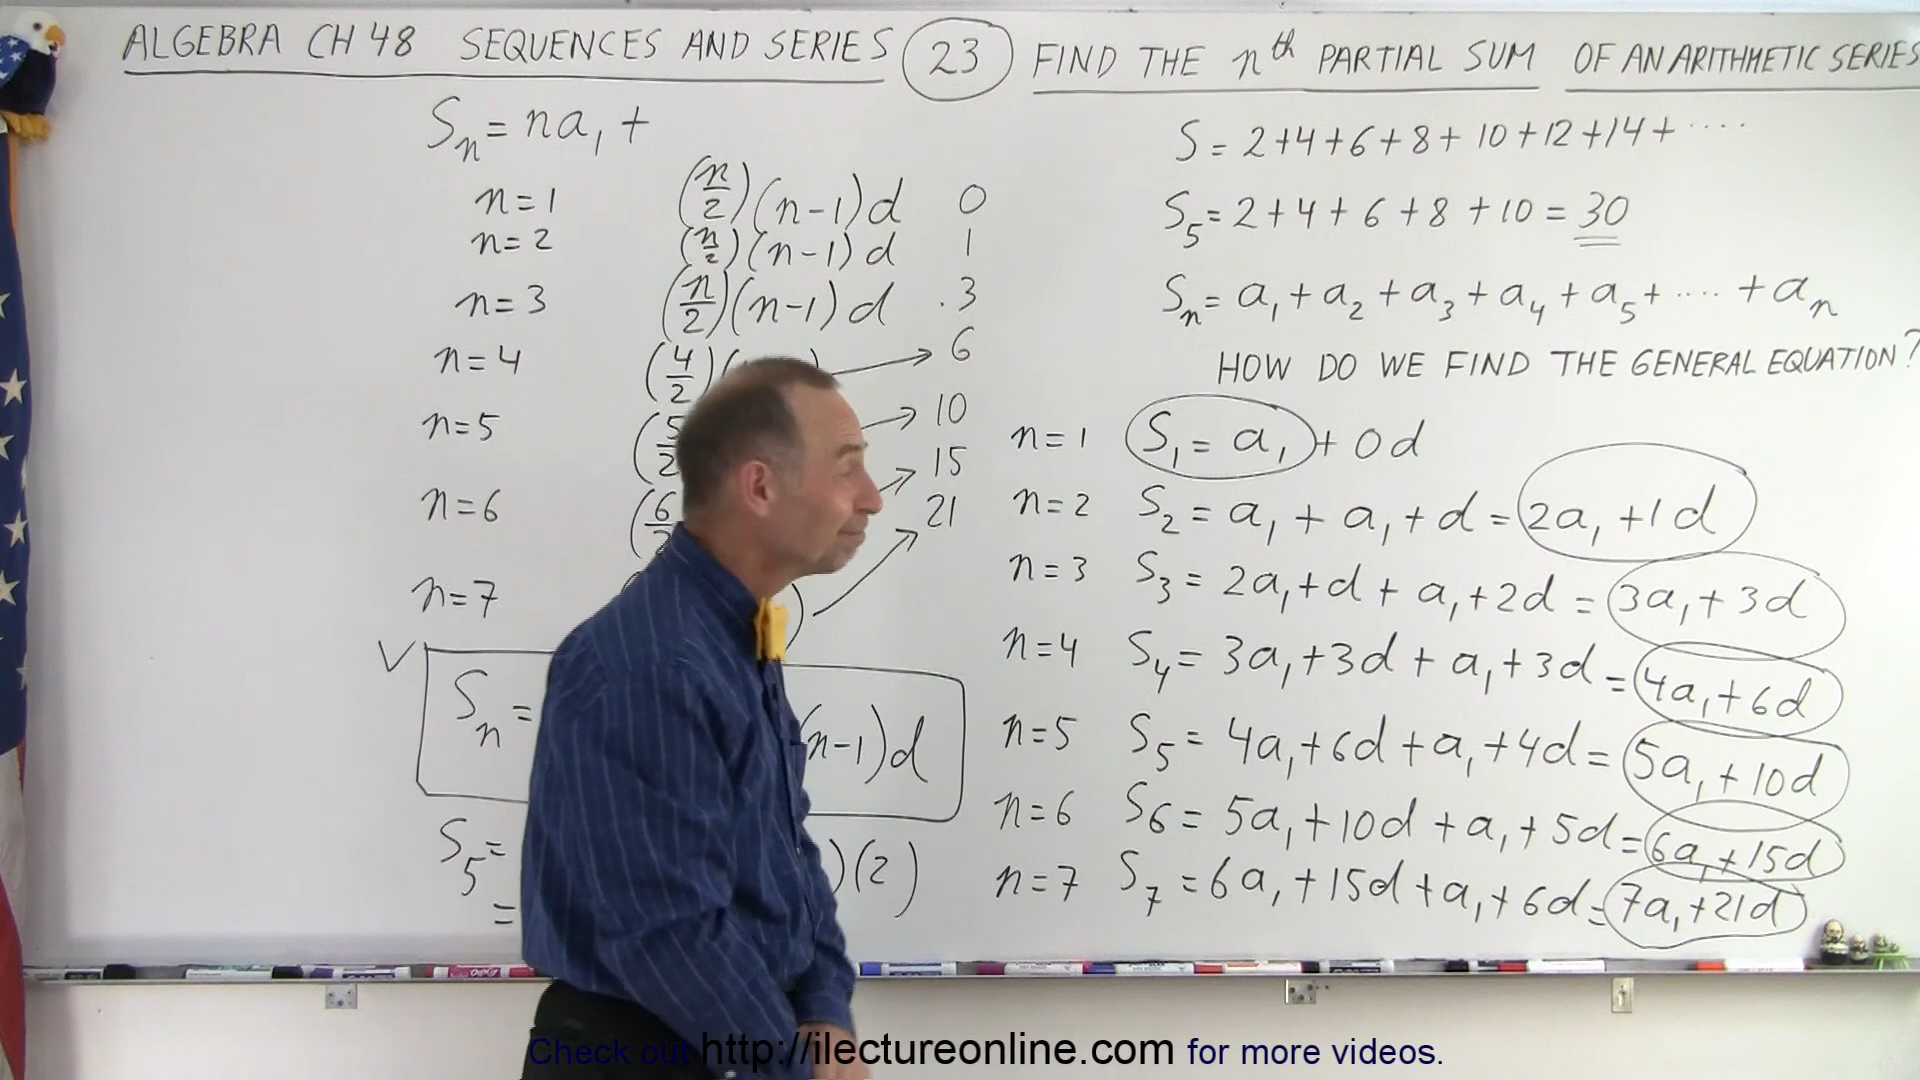 ALGEBRA CH 48 SEQUENCES AND SERIES 23 FIND THE nth PARTIAL SUM OF AN ARITHMETIC SERIES
Sn = na1 +
n=1 (n/2)(n-1)d 0
n=2 (n/2)(n-1)d 1
n=3 (n/2)(n-1)d . 3
n=4 (4/2)( → 6
n=5 (5/2 → 10
n=6 (6/2 → 15
n=7 ) → 21
V Sn = (n-1)d
S5 = )(2)
=
S = 2+4+6+8+10+12+14+ ....
S5 = 2+4+6+8+10 = 30
Sn = a1 + a2 + a3 + a4 + a5 + .... + an
HOW DO WE FIND THE GENERAL EQUATION?
n=1 S1 = a1 + 0d
n=2 S2 = a1 + a1 + d = 2a1 + 1d
n=3 S3 = 2a1 + d + a1 + 2d = 3a1 + 3d
n=4 S4 = 3a1 + 3d + a1 + 3d = 4a1 + 6d
n=5 S5 = 4a1 + 6d + a1 + 4d = 5a1 + 10d
n=6 S6 = 5a1 + 10d + a1 + 5d = 6a1 + 15d
n=7 S7 = 6a1 + 15d + a1 + 6d = 7a1 + 21d
Check out http://ilectureonline.com for more videos.